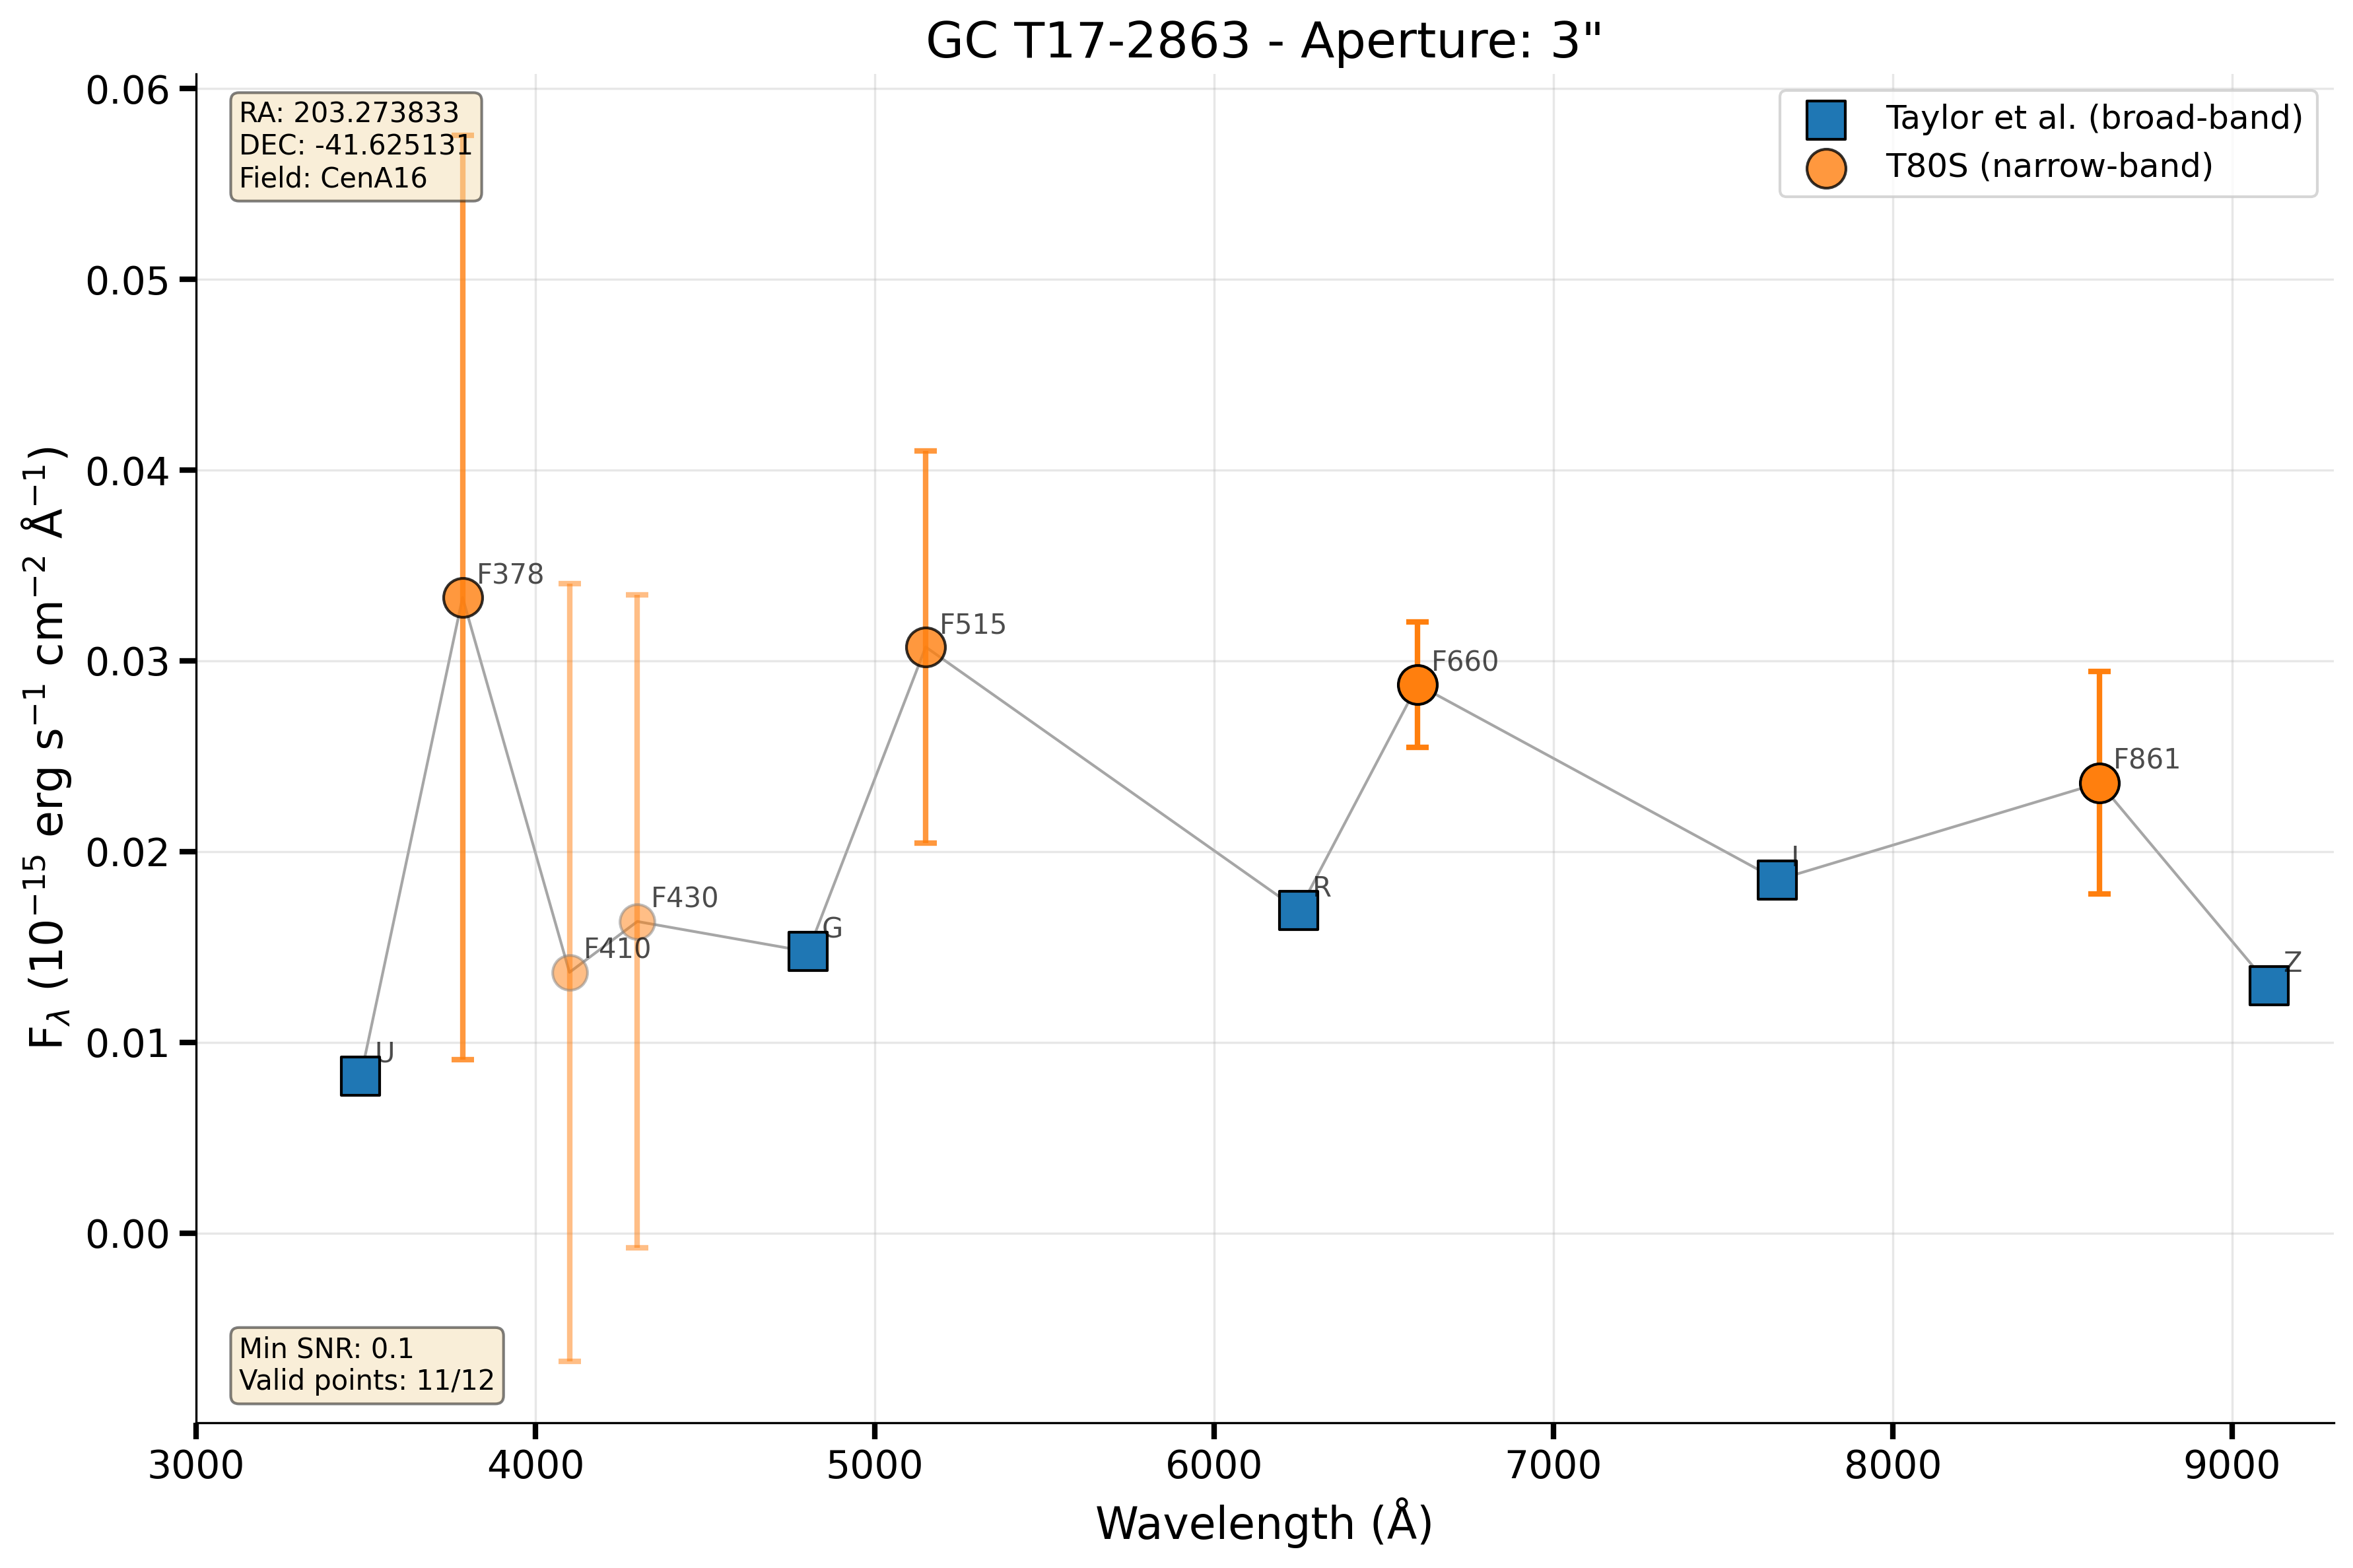 GC T17-2863 - Aperture: 3"
RA: 203.273833
DEC: -41.625131
Field: CenA16
Taylor et al. (broad-band)
T80S (narrow-band)
0.06
0.05
0.04
0.03
0.02
0.01
0.00
F_λ (10⁻¹⁵ erg s⁻¹ cm⁻² Å⁻¹)
F378
F515
F660
F861
F430
F410
U
G
R
I
Z
Min SNR: 0.1
Valid points: 11/12
3000 4000 5000 6000 7000 8000 9000
Wavelength (Å)